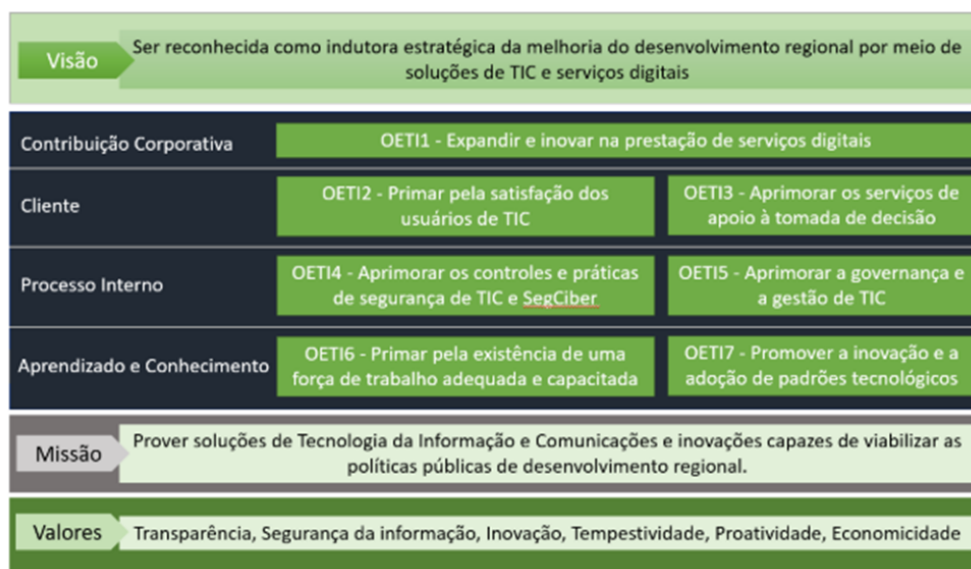 Visão
Ser reconhecida como indutora estratégica da melhoria do desenvolvimento regional por meio de
soluções de TIC e serviços digitais
Contribuição Corporativa
OETI1 - Expandir e inovar na prestação de serviços digitais
Cliente
OETI2 - Primar pela satisfação dos
usuários de TIC
OETI3 - Aprimorar os serviços de
apoio à tomada de decisão
Processo Interno
OETI4 - Aprimorar os controles e práticas
de segurança de TIC e SegCiber
OETI5 - Aprimorar a governança e
a gestão de TIC
Aprendizado e Conhecimento
OETI6 - Primar pela existência de uma
força de trabalho adequada e capacitada
OETI7 - Promover a inovação e a
adoção de padrões tecnológicos
Missão
Prover soluções de Tecnologia da Informação e Comunicações e inovações capazes de viabilizar as
políticas públicas de desenvolvimento regional.
Valores
Transparência, Segurança da informação, Inovação, Tempestividade, Proatividade, Economicidade